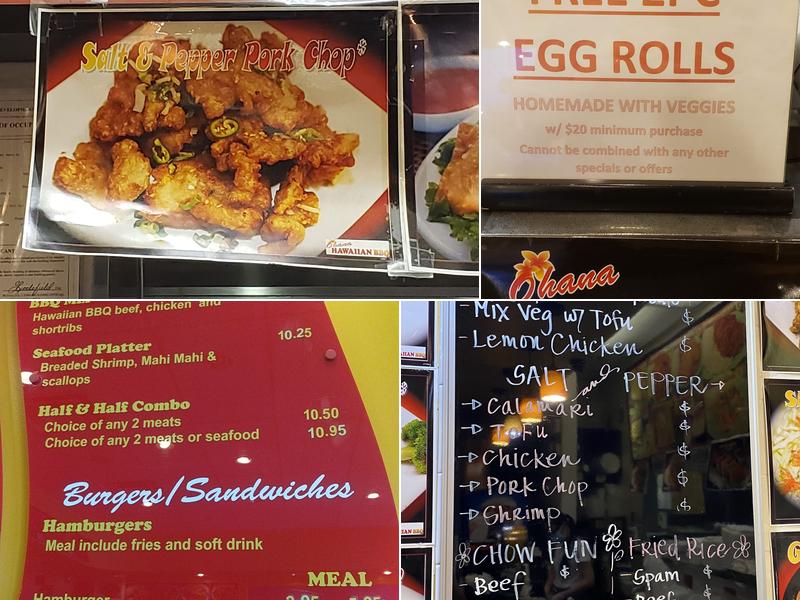 Salt & Pepper Pork Chop
Ohana
HAWAIIAN BBQ
EGG ROLLS
HOMEMADE WITH VEGGIES
w/ $20 minimum purchase
Cannot be combined with any other
specials or offers
Ohana
Hawaiian BBQ beef, chicken and
shortribs
Seafood Platter 10.25
Breaded Shrimp, Mahi Mahi &
scallops
Half & Half Combo
Choice of any 2 meats 10.50
Choice of any 2 meats or seafood 10.95
Burgers/Sandwiches
Hamburgers
Meal include fries and soft drink
MEAL
Hamburger
- Mix Veg w/ Tofu $
- Lemon Chicken $
SALT and PEPPER →
→ Calamari $
→ Tofu $
→ Chicken $
→ Pork Chop $
→ Shrimp $
CHOW FUN
- Beef $
Fried Rice
- Spam $